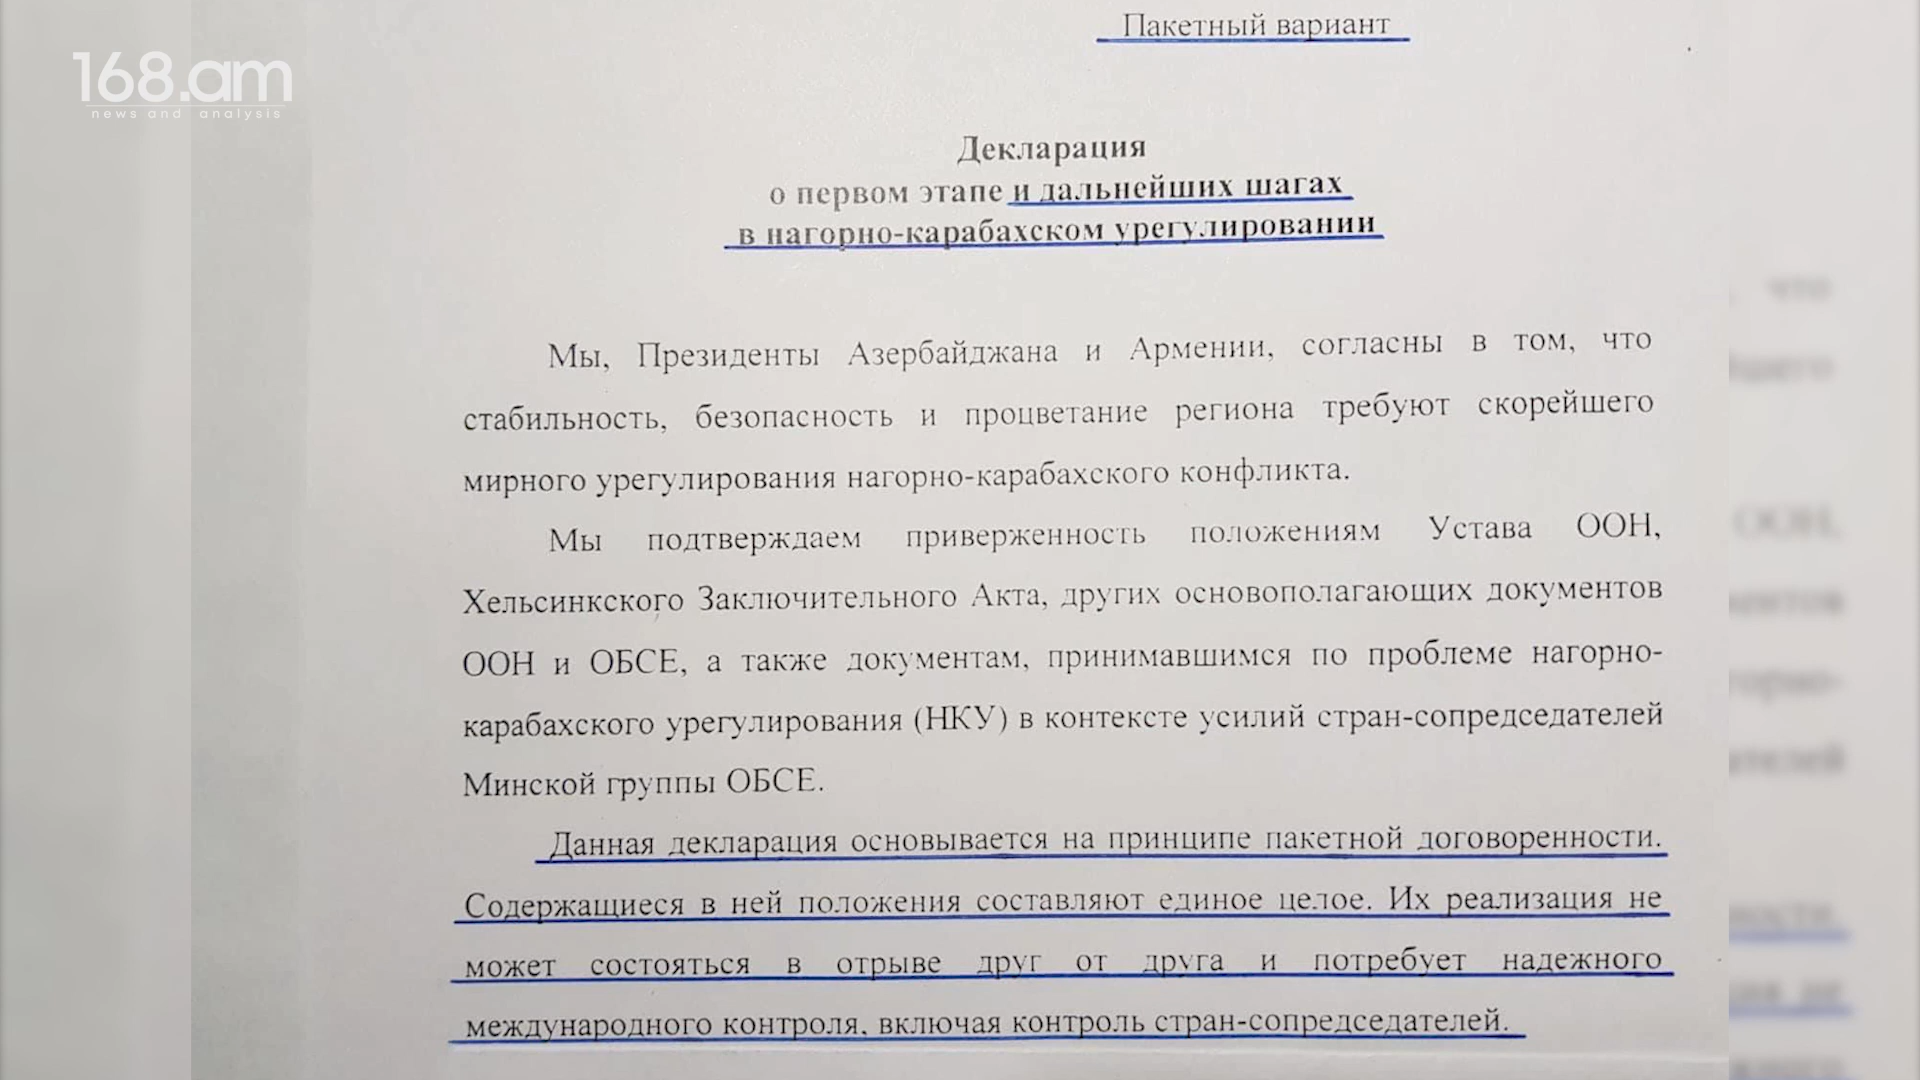 168.am
news and analysis
Пакетный вариант
Декларация
о первом этапе и дальнейших шагах
в нагорно-карабахском урегулировании
Мы, Президенты Азербайджана и Армении, согласны в том, что
стабильность, безопасность и процветание региона требуют скорейшего
мирного урегулирования нагорно-карабахского конфликта.
Мы подтверждаем приверженность положениям Устава ООН,
Хельсинкского Заключительного Акта, других основополагающих документов
ООН и ОБСЕ, а также документам, принимавшимся по проблеме нагорно-
карабахского урегулирования (НКУ) в контексте усилий стран-сопредседателей
Минской группы ОБСЕ.
Данная декларация основывается на принципе пакетной договоренности.
Содержащиеся в ней положения составляют единое целое. Их реализация не
может состояться в отрыве друг от друга и потребует надежного
международного контроля, включая контроль стран-сопредседателей.